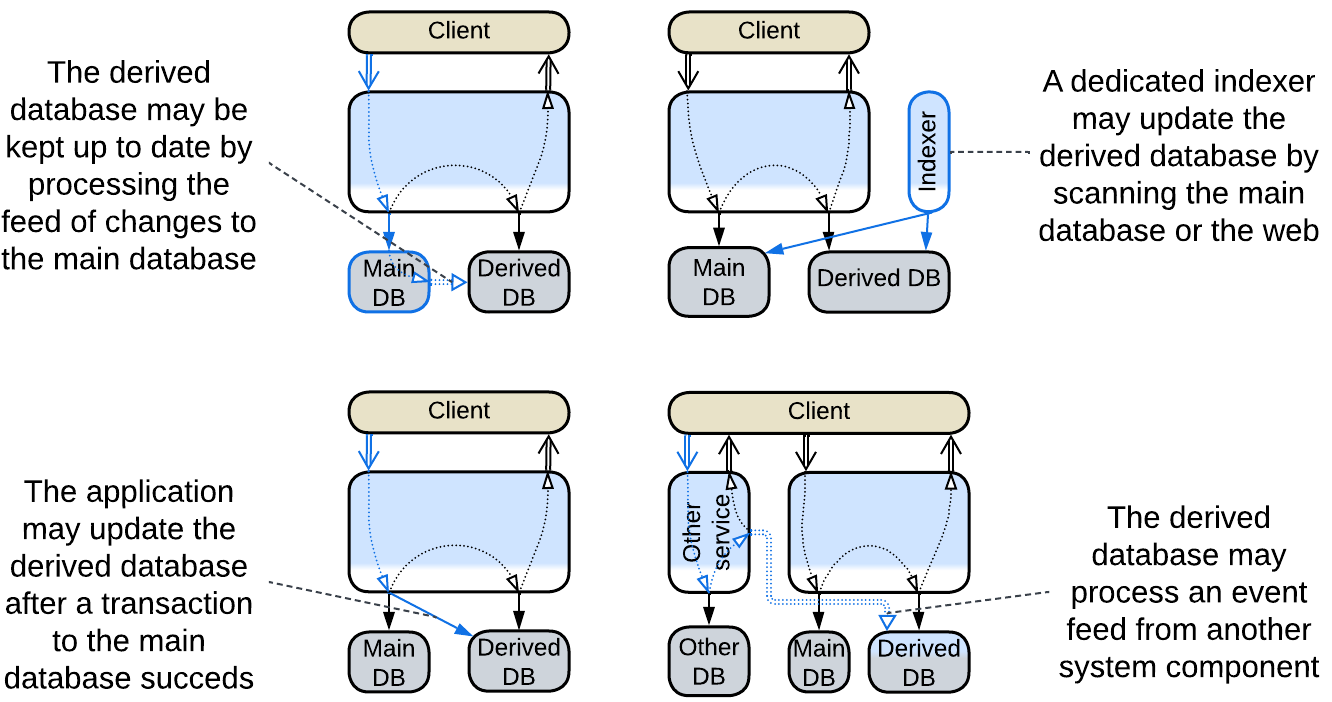 Client
The derived
database may be
kept up to date by
processing the
feed of changes to
the main database
Main
DB
Derived
DB
Client
Indexer
Main
DB
Derived DB
A dedicated indexer
may update the
derived database by
scanning the main
database or the web
Client
The application
may update the
derived database
after a transaction
to the main
database succeds
Main
DB
Derived
DB
Client
Other
service
Other
DB
Main
DB
Derived
DB
The derived
database may
process an event
feed from another
system component